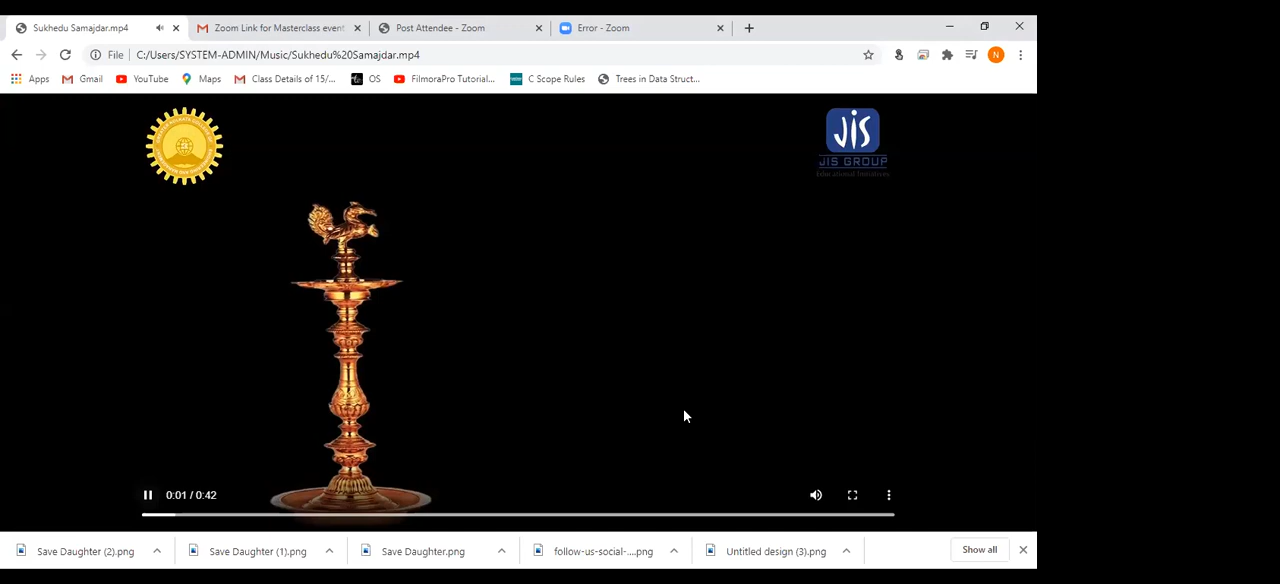 Sukhedu Samajdar.mp4
Zoom Link for Masterclass event
Post Attendee - Zoom
Error - Zoom
File
C:/Users/SYSTEM-ADMIN/Music/Sukhedu%20Samajdar.mp4
N
Apps
Gmail
YouTube
Maps
Class Details of 15/...
OS
FilmoraPro Tutorial...
C Scope Rules
Trees in Data Struct...
JIS
JIS GROUP
Educational Initiatives
0:01 / 0:42
Save Daughter (2).png
Save Daughter (1).png
Save Daughter.png
follow-us-social-....png
Untitled design (3).png
Show all